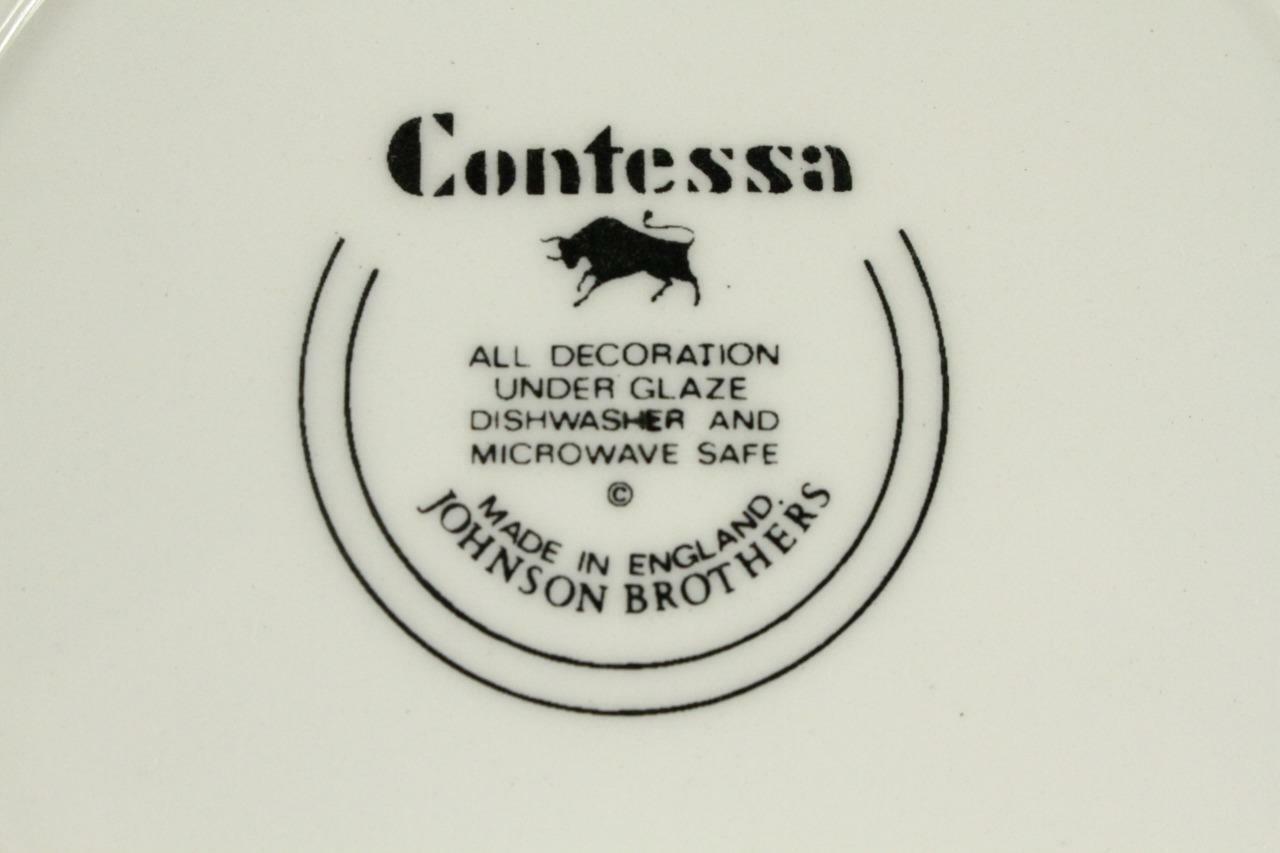 Contessa
ALL DECORATION
UNDER GLAZE
DISHWASHER AND
MICROWAVE SAFE
©
MADE IN ENGLAND.
JOHNSON BROTHERS